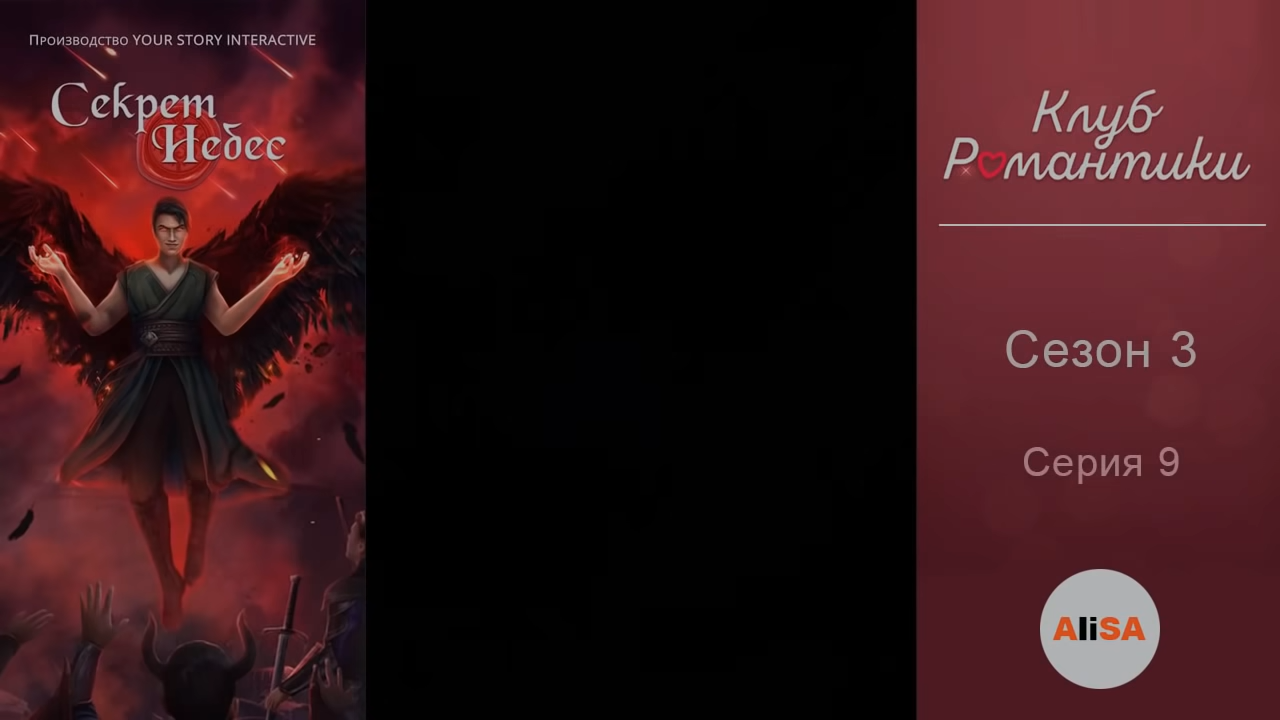 Производство YOUR STORY INTERACTIVE
Секрет
Небес
Клуб
Романтики
Сезон 3
Серия 9
AliSA